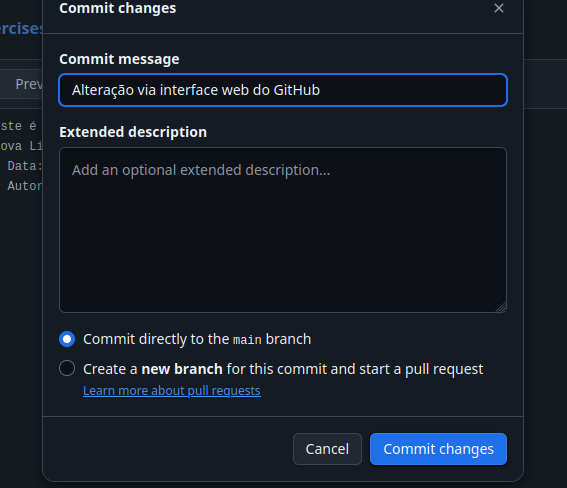 Commit changes
ercises
Commit message
Prev
Alteração via interface web do GitHub
ste é
Extended description
ova Li
Data:
Add an optional extended description...
Autor
Commit directly to the main branch
Create a new branch for this commit and start a pull request
Learn more about pull requests
Cancel
Commit changes